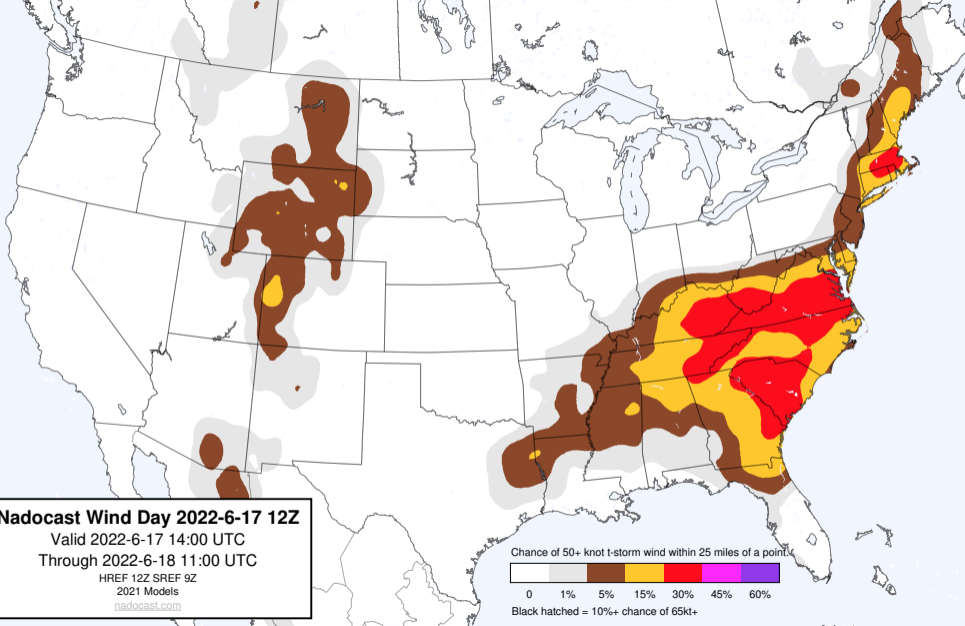 Nadocast Wind Day 2022-6-17 12Z
Valid 2022-6-17 14:00 UTC
Through 2022-6-18 11:00 UTC
HREF 12Z SREF 9Z
2021 Models
nadocast.com
Chance of 50+ knot t-storm wind within 25 miles of a point.
0 1% 5% 15% 30% 45% 60%
Black hatched = 10%+ chance of 65kt+